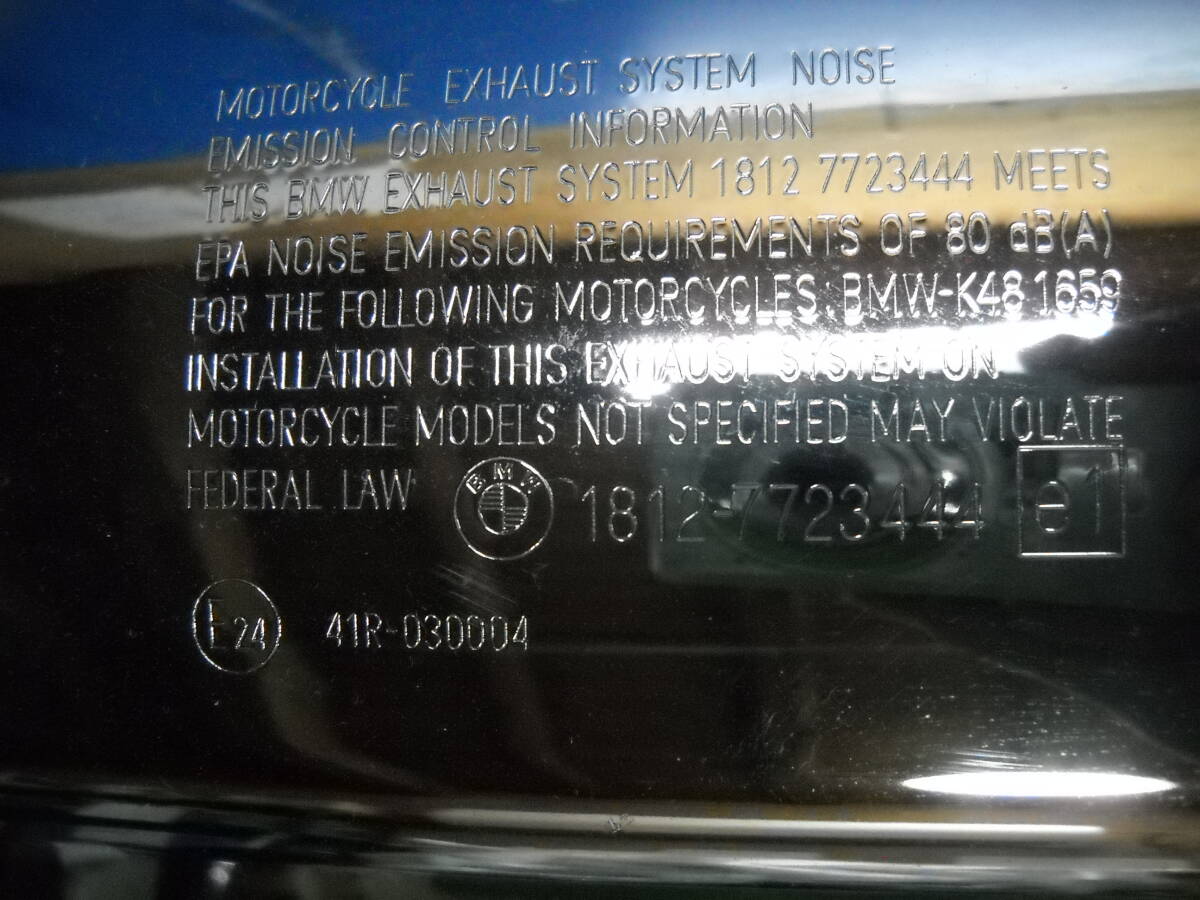 MOTORCYCLE EXHAUST SYSTEM NOISE
EMISSION CONTROL INFORMATION
THIS BMW EXHAUST SYSTEM 1812 7723444 MEETS
EPA NOISE EMISSION REQUIREMENTS OF 80 dB(A)
FOR THE FOLLOWING MOTORCYCLES. BMW-K48 1659
INSTALLATION OF THIS EXHAUST SYSTEM ON
MOTORCYCLE MODELS NOT SPECIFIED MAY VIOLATE
FEDERAL LAW BMW 1812-7723444 e1
E24 41R-030004